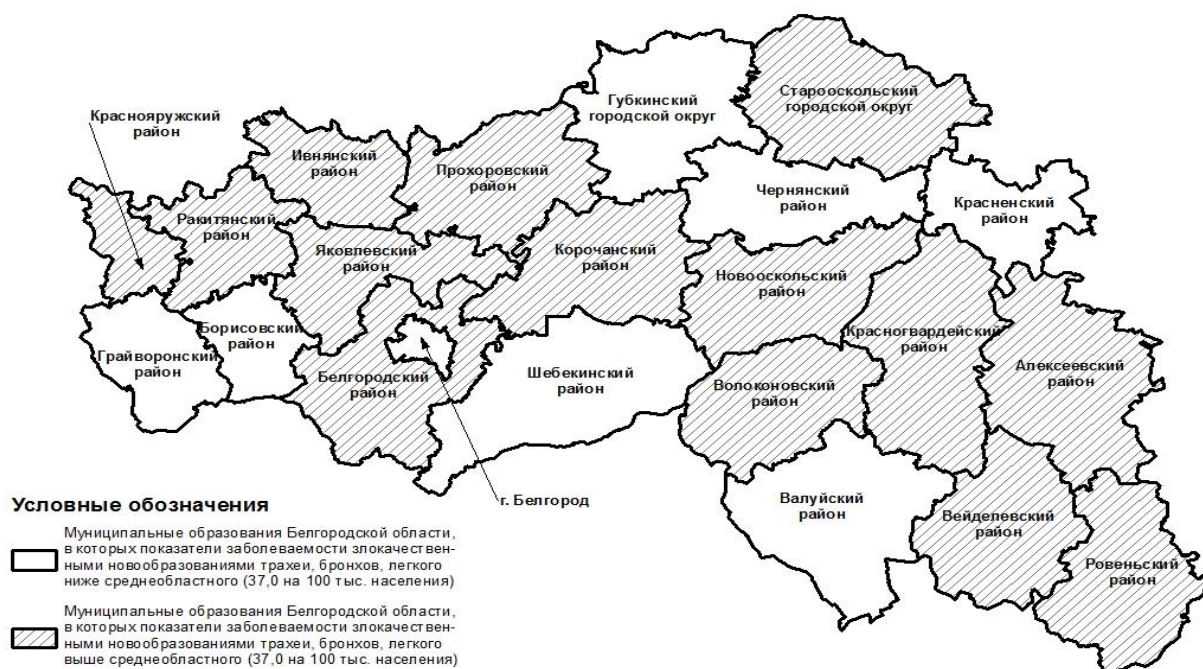 Губкинский
городской округ
Старооскольский
городской округ
Краснояружский
район
Ивнянский
район
Прохоровский
район
Чернянский
район
Красненский
район
Ракитянский
район
Яковлевский
район
Корочанский
район
Новооскольский
район
Борисовский
район
Красногвардейский
район
Грайворонский
район
Алексеевский
район
Белгородский
район
Шебекинский
район
Волоконовский
район
г. Белгород
Валуйский
район
Вейделевский
район
Ровеньский
район
Условные обозначения
Муниципальные образования Белгородской области,
в которых показатели заболеваемости злокачествен-
ными новообразованиями трахеи, бронхов, легкого
ниже среднеобластного (37,0 на 100 тыс. населения)
Муниципальные образования Белгородской области,
в которых показатели заболеваемости злокачествен-
ными новообразованиями трахеи, бронхов, легкого
выше среднеобластного (37,0 на 100 тыс. населения)